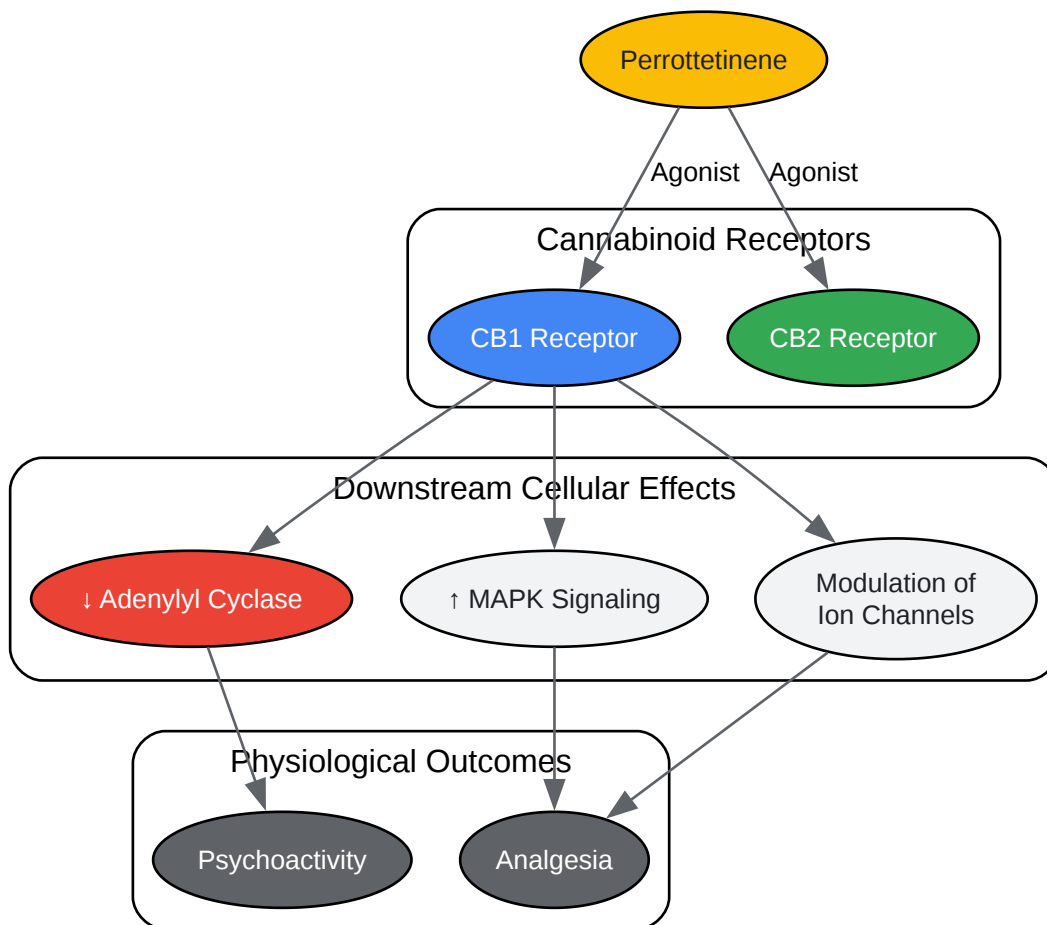 Perrottetinene
Agonist
Agonist
Cannabinoid Receptors
CB1 Receptor
CB2 Receptor
Downstream Cellular Effects
↓ Adenylyl Cyclase
↑ MAPK Signaling
Modulation of
Ion Channels
Physiological Outcomes
Psychoactivity
Analgesia